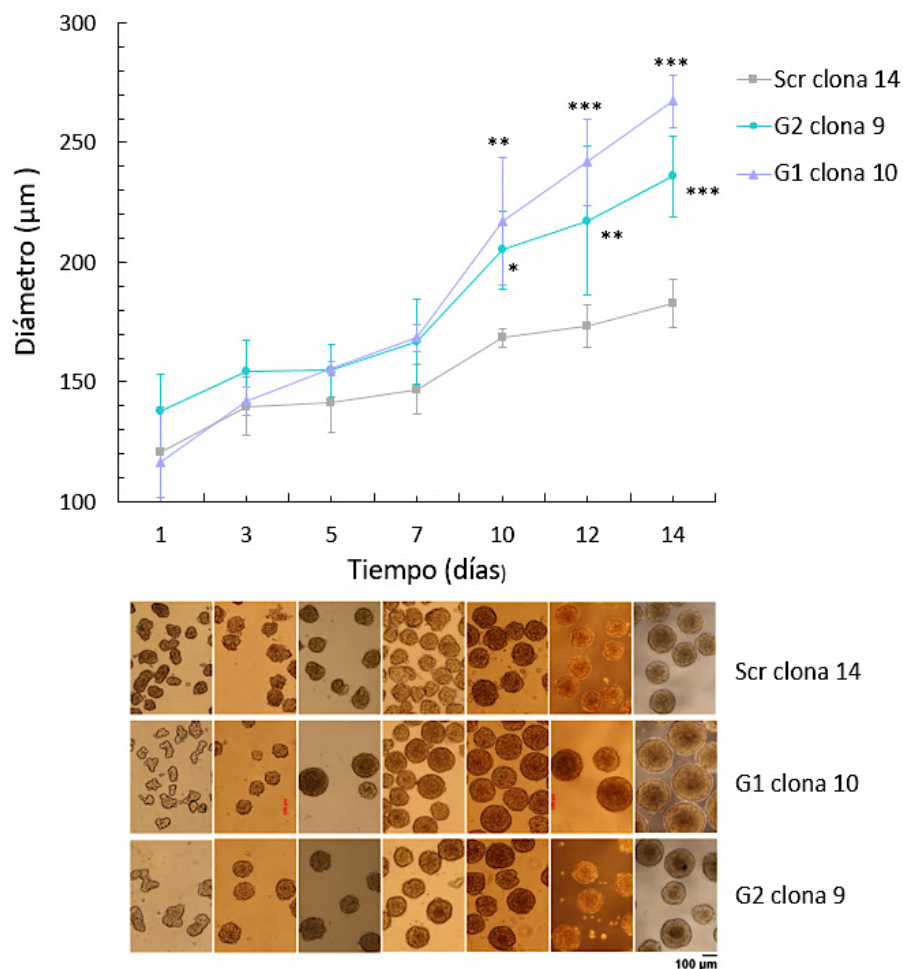 300
250
200
150
100
Diámetro (µm )
***
***
**
***
**
*
Scr clona 14
G2 clona 9
G1 clona 10
1 3 5 7 10 12 14
Tiempo (días)
Scr clona 14
G1 clona 10
G2 clona 9
100 µm